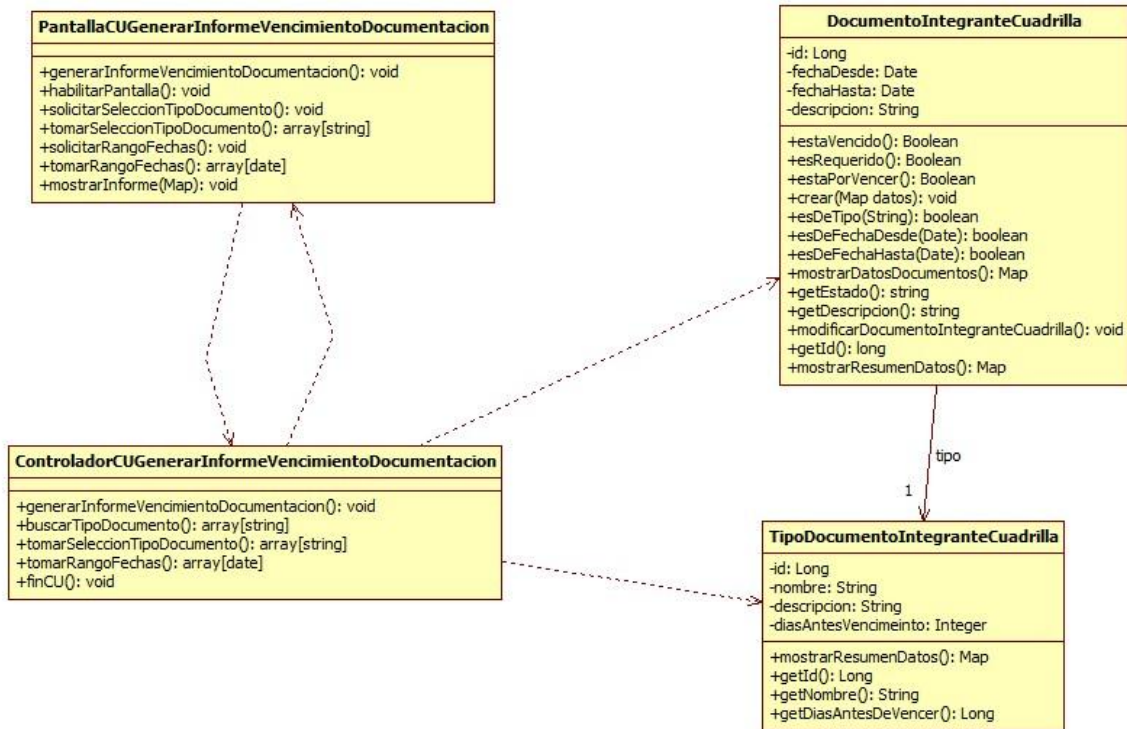 PantallaCUGenerarInformeVencimientoDocumentacion
+generarInformeVencimientoDocumentacion(): void
+habilitarPantalla(): void
+solicitarSeleccionTipoDocumento(): void
+tomarSeleccionTipoDocumento(): array[string]
+solicitarRangoFechas(): void
+tomarRangoFechas(): array[date]
+mostrarInforme(Map): void
DocumentoIntegranteCuadrilla
-id: Long
-fechaDesde: Date
-fechaHasta: Date
-descripcion: String
+estaVencido(): Boolean
+esRequerido(): Boolean
+estaPorVencer(): Boolean
+crear(Map datos): void
+esDeTipo(String): boolean
+esDeFechaDesde(Date): boolean
+esDeFechaHasta(Date): boolean
+mostrarDatosDocumentos(): Map
+getEstado(): string
+getDescripcion(): string
+modificarDocumentoIntegranteCuadrilla(): void
+getId(): long
+mostrarResumenDatos(): Map
tipo
1
ControladorCUGenerarInformeVencimientoDocumentacion
+generarInformeVencimientoDocumentacion(): void
+buscarTipoDocumento(): array[string]
+tomarSeleccionTipoDocumento(): array[string]
+tomarRangoFechas(): array[date]
+finCU(): void
TipoDocumentoIntegranteCuadrilla
-id: Long
-nombre: String
-descripcion: String
-diasAntesVencimeinto: Integer
+mostrarResumenDatos(): Map
+getId(): Long
+getNombre(): String
+getDiasAntesDeVencer(): Long